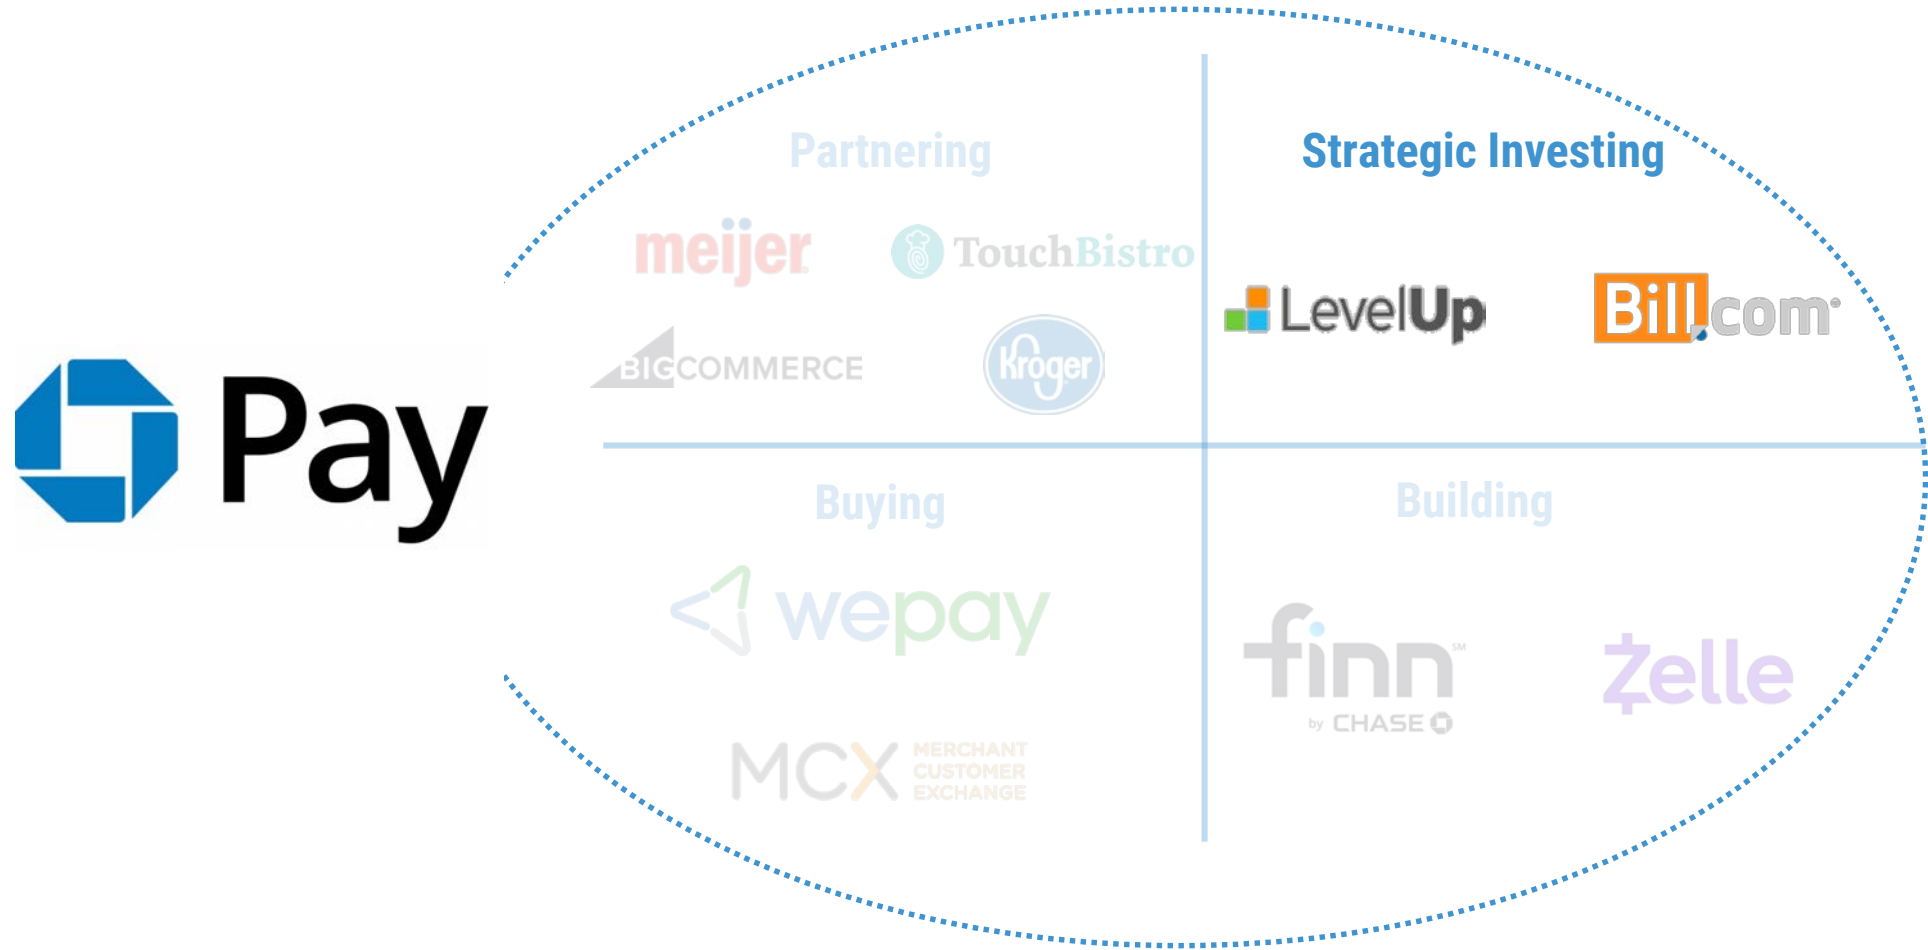 Pay
Partnering
meijer
TouchBistro
BIGCOMMERCE
Kroger
Strategic Investing
LevelUp
Bill.com®
Buying
wepay
MCX MERCHANT
CUSTOMER
EXCHANGE
Building
finn SM
by CHASE
Zelle